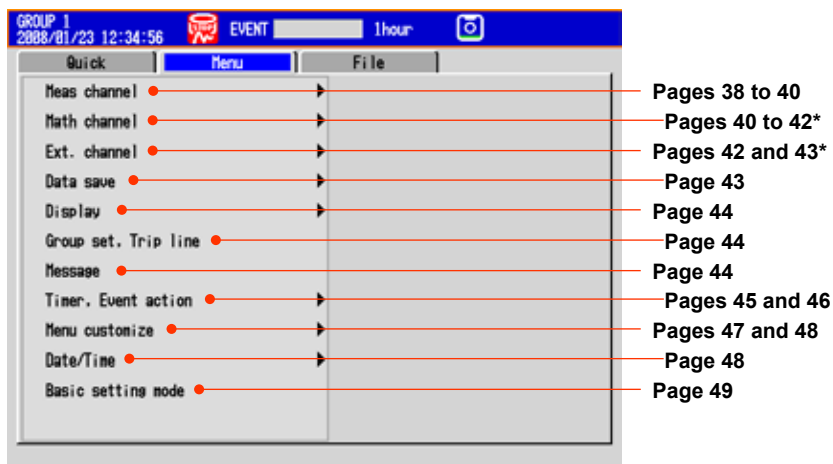 GROUP 1
2008/01/23 12:34:56 EVENT 1hour
Quick Menu File
Meas channel Pages 38 to 40
Math channel Pages 40 to 42*
Ext. channel Pages 42 and 43*
Data save Page 43
Display Page 44
Group set, Trip line Page 44
Message Page 44
Timer, Event action Pages 45 and 46
Menu customize Pages 47 and 48
Date/Time Page 48
Basic setting mode Page 49